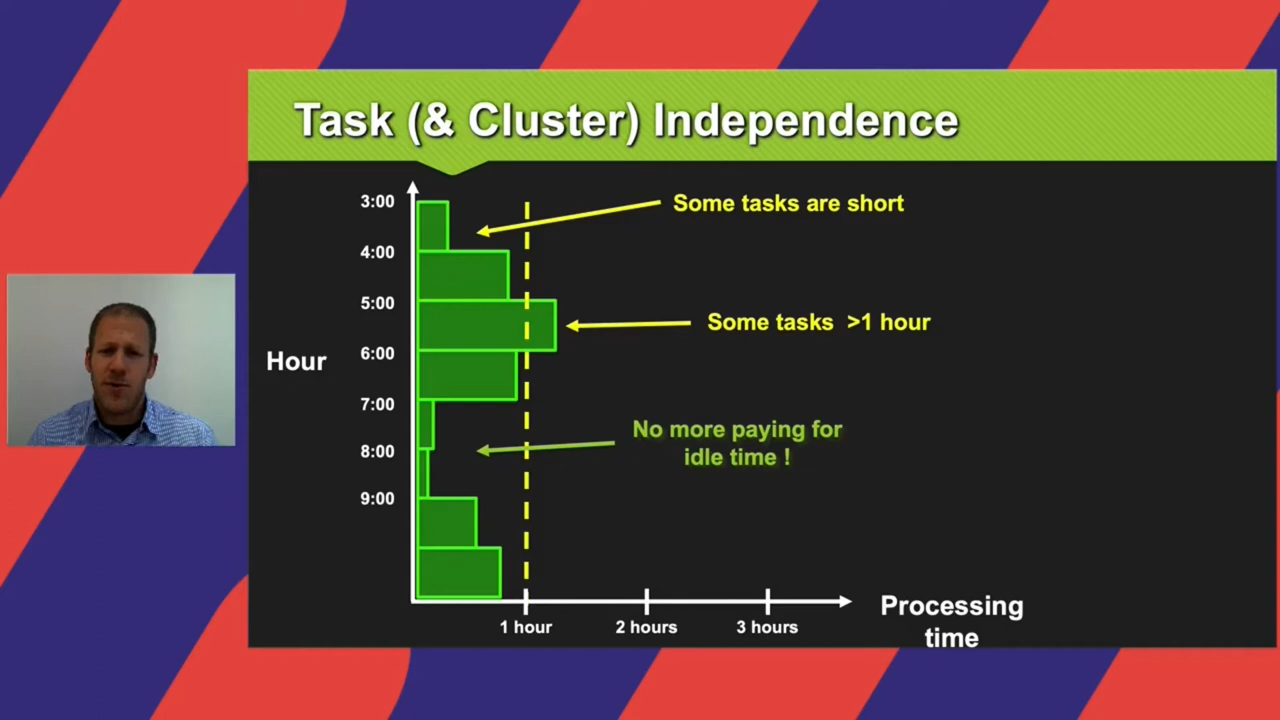 Task (& Cluster) Independence
3:00
Some tasks are short
4:00
5:00
Some tasks >1 hour
6:00
Hour
7:00
No more paying for
idle time !
8:00
9:00
1 hour
2 hours
3 hours
Processing
time